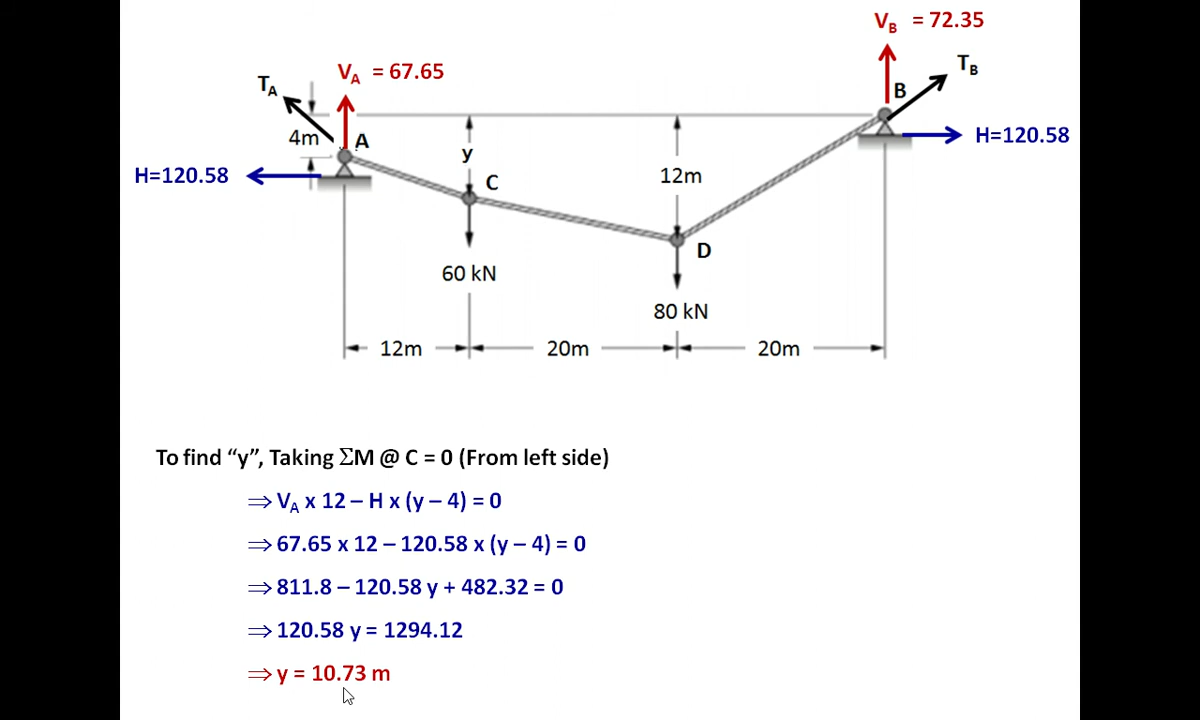 V_B = 72.35
T_B
V_A = 67.65
T_A
B
4m
A
H=120.58
y
C
12m
H=120.58
D
60 kN
80 kN
12m
20m
20m
To find “y”, Taking ΣM @ C = 0 (From left side)
⇒ V_A x 12 – H x (y – 4) = 0
⇒ 67.65 x 12 – 120.58 x (y – 4) = 0
⇒ 811.8 – 120.58 y + 482.32 = 0
⇒ 120.58 y = 1294.12
⇒ y = 10.73 m